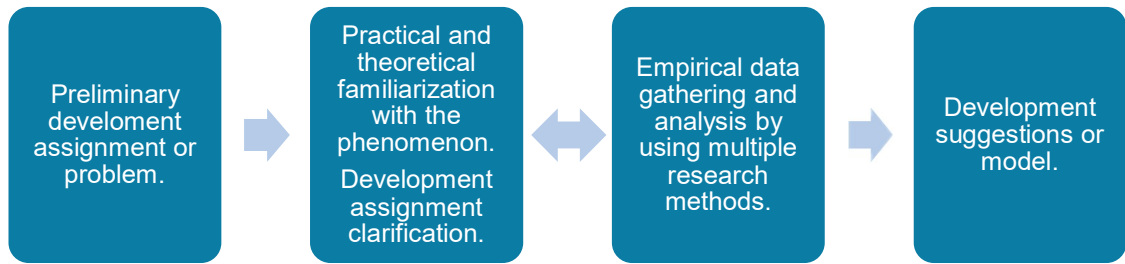 Preliminary
develoment
assignment or
problem.
Practical and
theoretical
familiarization
with the
phenomenon.
Development
assignment
clarification.
Empirical data
gathering and
analysis by
using multiple
research
methods.
Development
suggestions or
model.